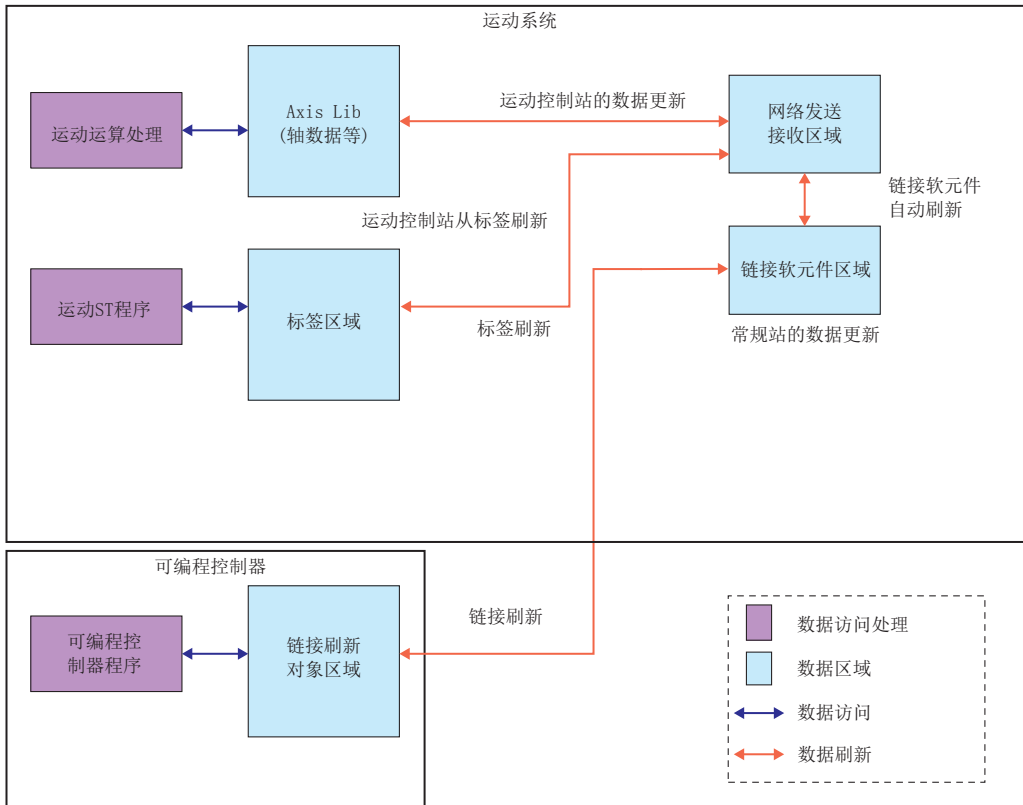 运动系统
运动运算处理
Axis Lib
(轴数据等)
运动控制站的数据更新
网络发送
接收区域
链接软元件
自动刷新
运动控制站从标签刷新
运动ST程序
标签区域
标签刷新
链接软元件区域
常规站的数据更新
可编程控制器
可编程控
制器程序
链接刷新
对象区域
链接刷新
数据访问处理
数据区域
数据访问
数据刷新